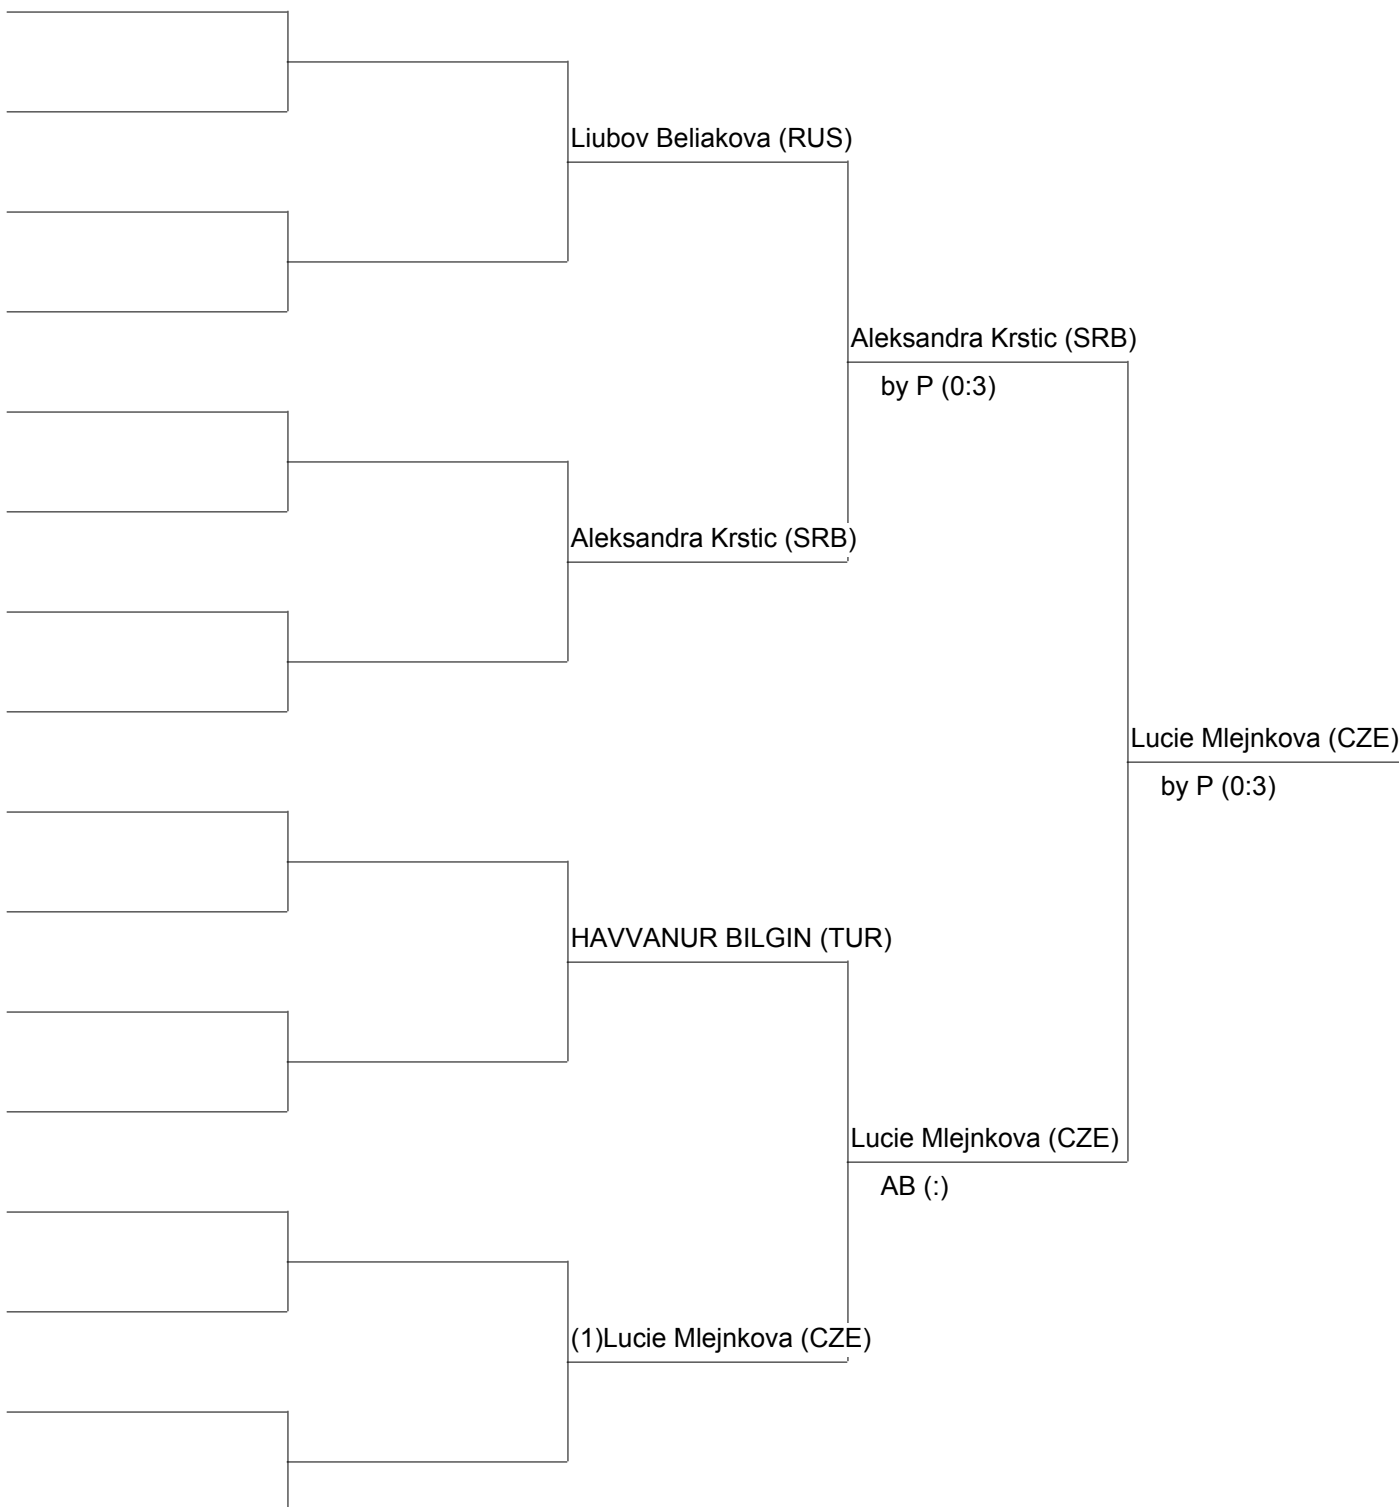 Liubov Beliakova (RUS)
Aleksandra Krstic (SRB)
by P (0:3)
Aleksandra Krstic (SRB)
Lucie Mlejnkova (CZE)
by P (0:3)
HAVVANUR BILGIN (TUR)
Lucie Mlejnkova (CZE)
AB (:)
(1)Lucie Mlejnkova (CZE)